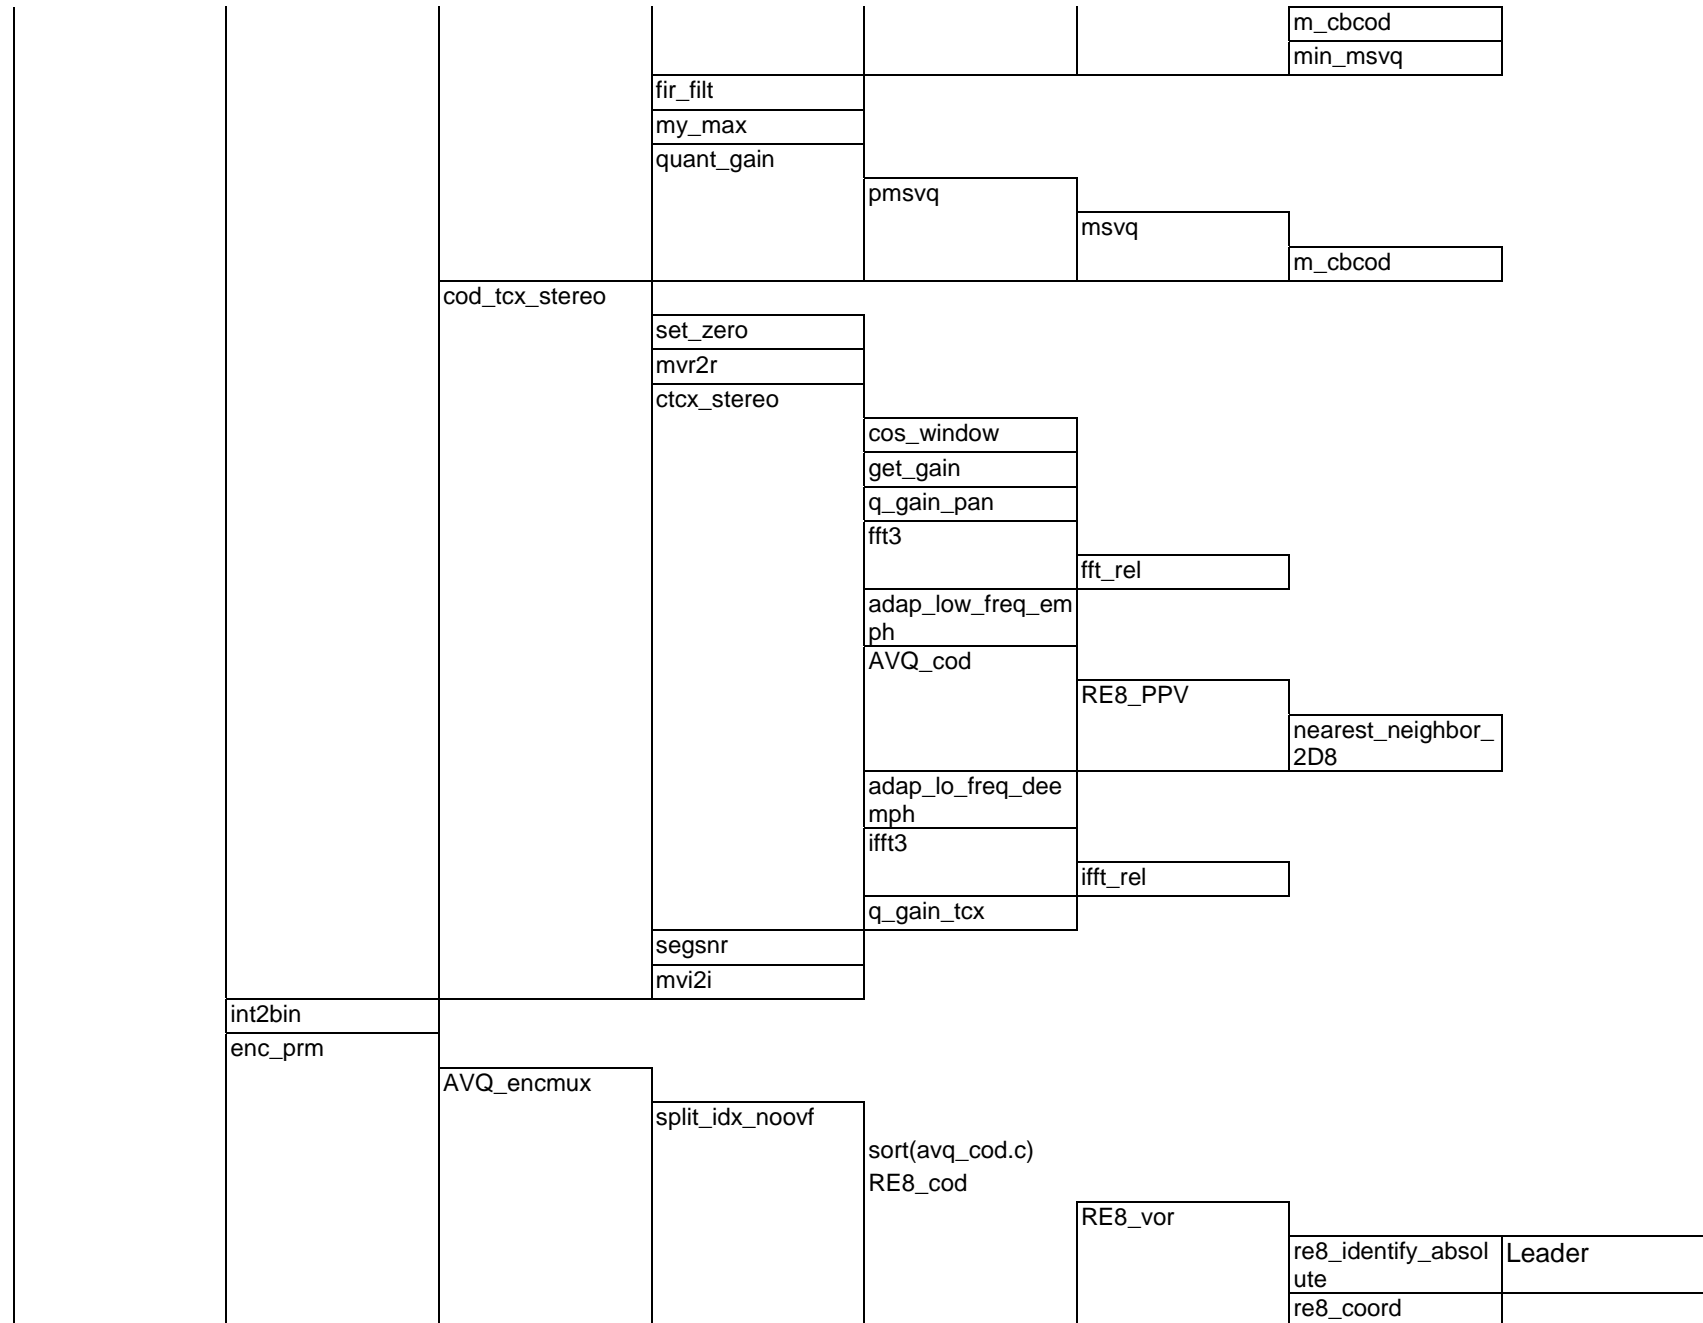 m_cbcod
min_msvq
fir_filt
my_max
quant_gain
pmsvq
msvq
m_cbcod
cod_tcx_stereo
set_zero
mvr2r
ctcx_stereo
cos_window
get_gain
q_gain_pan
fft3
fft_rel
adap_low_freq_em
ph
AVQ_cod
RE8_PPV
nearest_neighbor_
2D8
adap_lo_freq_dee
mph
ifft3
ifft_rel
q_gain_tcx
segsnr
mvi2i
int2bin
enc_prm
AVQ_encmux
split_idx_noovf
sort(avq_cod.c)
RE8_cod
RE8_vor
re8_identify_absol Leader
ute
re8_coord